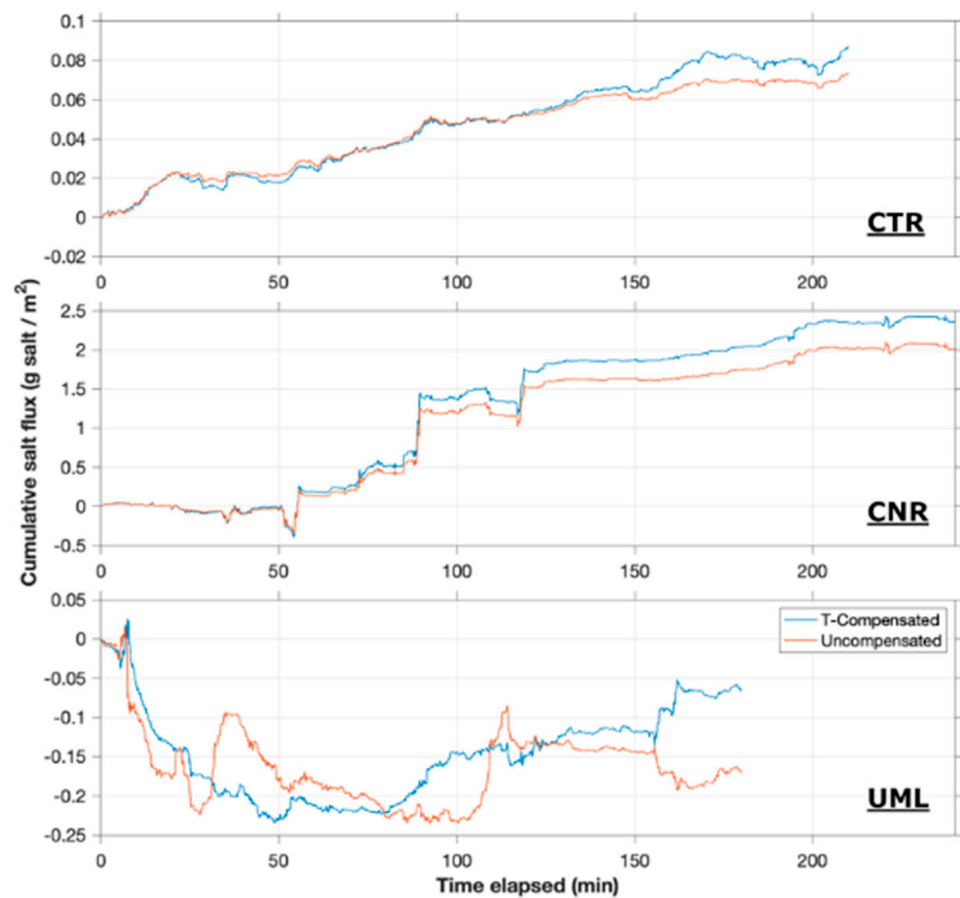 0.1
0.08
0.06
0.04
0.02
0
-0.02
CTR
0 50 100 150 200
Cumulative salt flux (g salt / m²)
2.5
2
1.5
1
0.5
0
-0.5
CNR
0 50 100 150 200
0.05
0
-0.05
-0.1
-0.15
-0.2
-0.25
T-Compensated
Uncompensated
UML
0 50 100 150 200
Time elapsed (min)